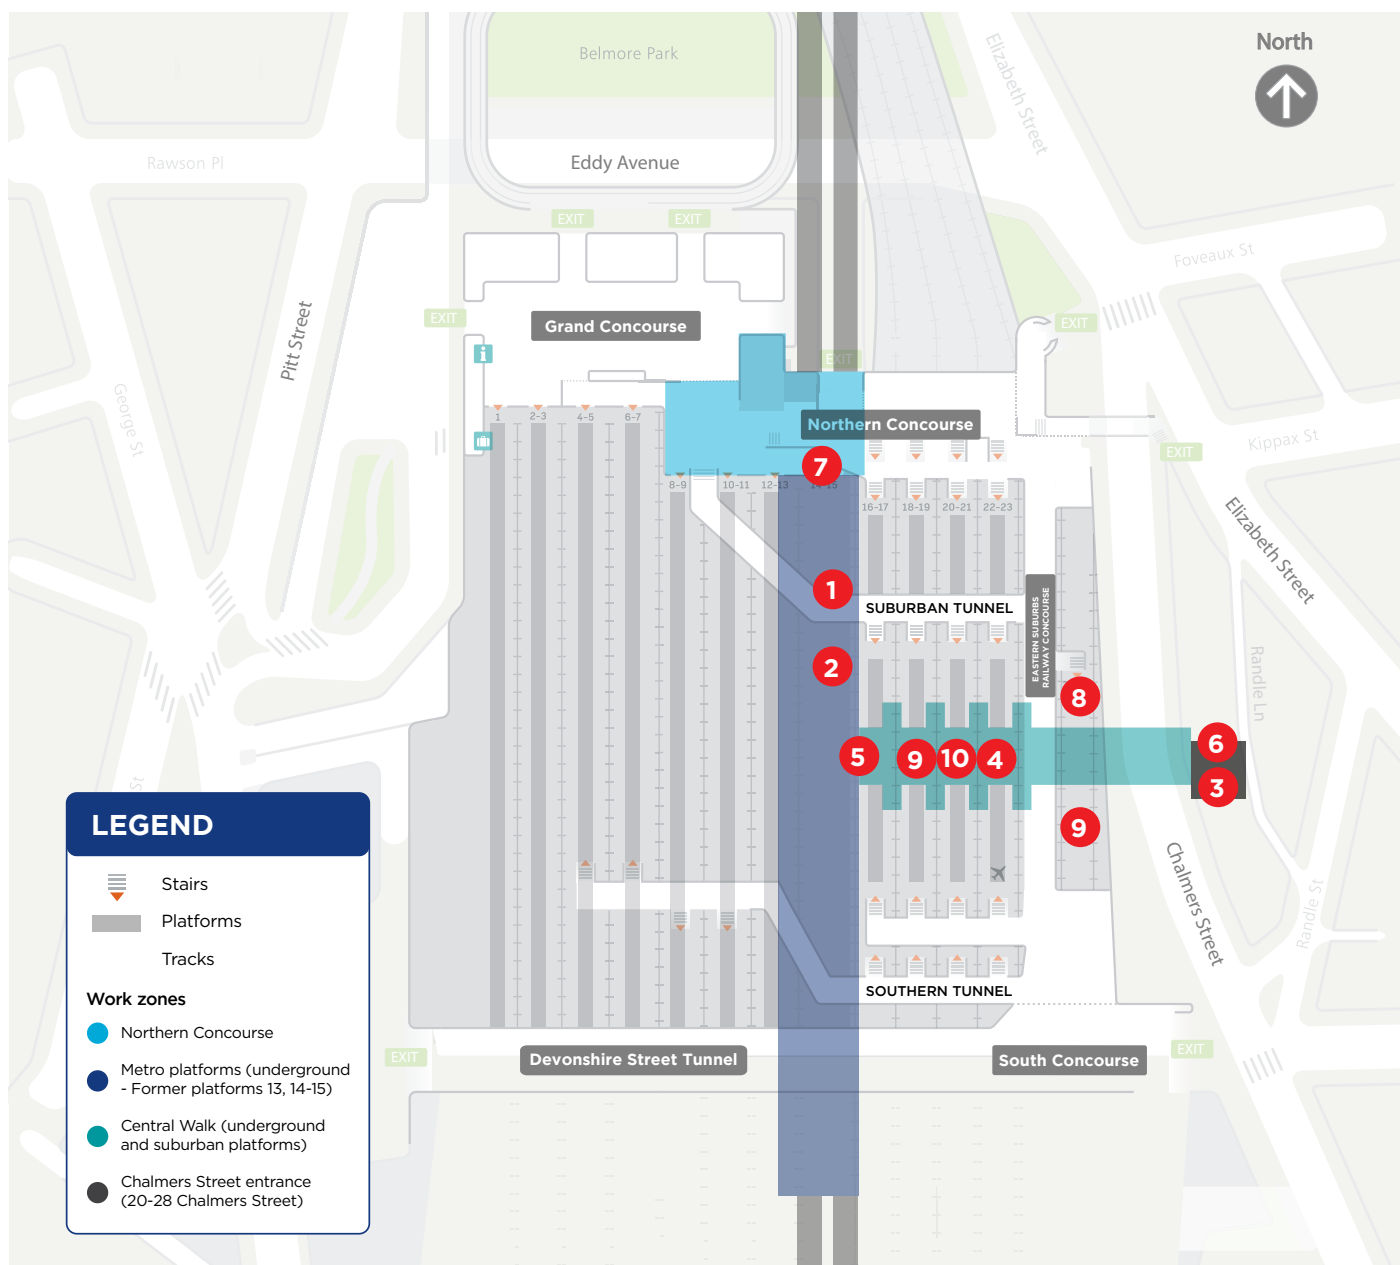 Belmore Park
Elizabeth Street
North
Rawson Pl
Eddy Avenue
EXIT
EXIT
Foveaux St
Pitt Street
EXIT
Grand Concourse
EXIT
EXIT
i
George St
1
2-3
4-5
6-7
Northern Concourse
Kippax St
EXIT
7
8-9
10-11
12-13
14-15
16-17
18-19
20-21
22-23
Elizabeth Street
1
SUBURBAN TUNNEL
EASTERN SUBURBS
RAILWAY CONCOURSE
2
8
Randle Ln
5
9
10
4
6
3
9
St
LEGEND
Stairs
Platforms
Tracks
Work zones
Northern Concourse
Metro platforms (underground
- Former platforms 13, 14-15)
Central Walk (underground
and suburban platforms)
Chalmers Street entrance
(20-28 Chalmers Street)
Chalmers Street
Randle St
SOUTHERN TUNNEL
EXIT
Devonshire Street Tunnel
South Concourse
EXIT